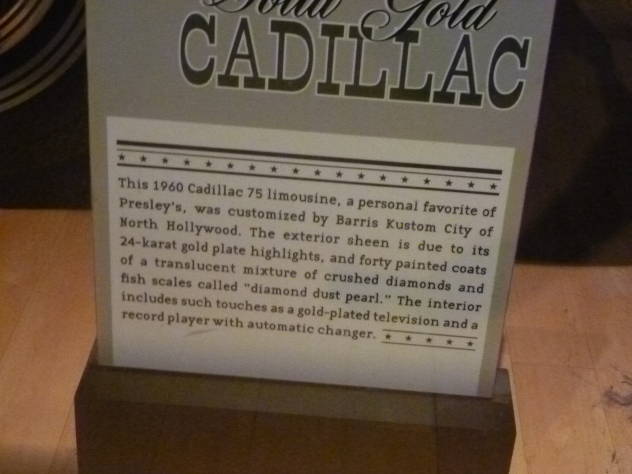 Solid Gold
CADILLAC
This 1960 Cadillac 75 limousine, a personal favorite of
Presley's, was customized by Barris Kustom City of
North Hollywood. The exterior sheen is due to its
24-karat gold plate highlights, and forty painted coats
of a translucent mixture of crushed diamonds and
fish scales called "diamond dust pearl." The interior
includes such touches as a gold-plated television and a
record player with automatic changer.